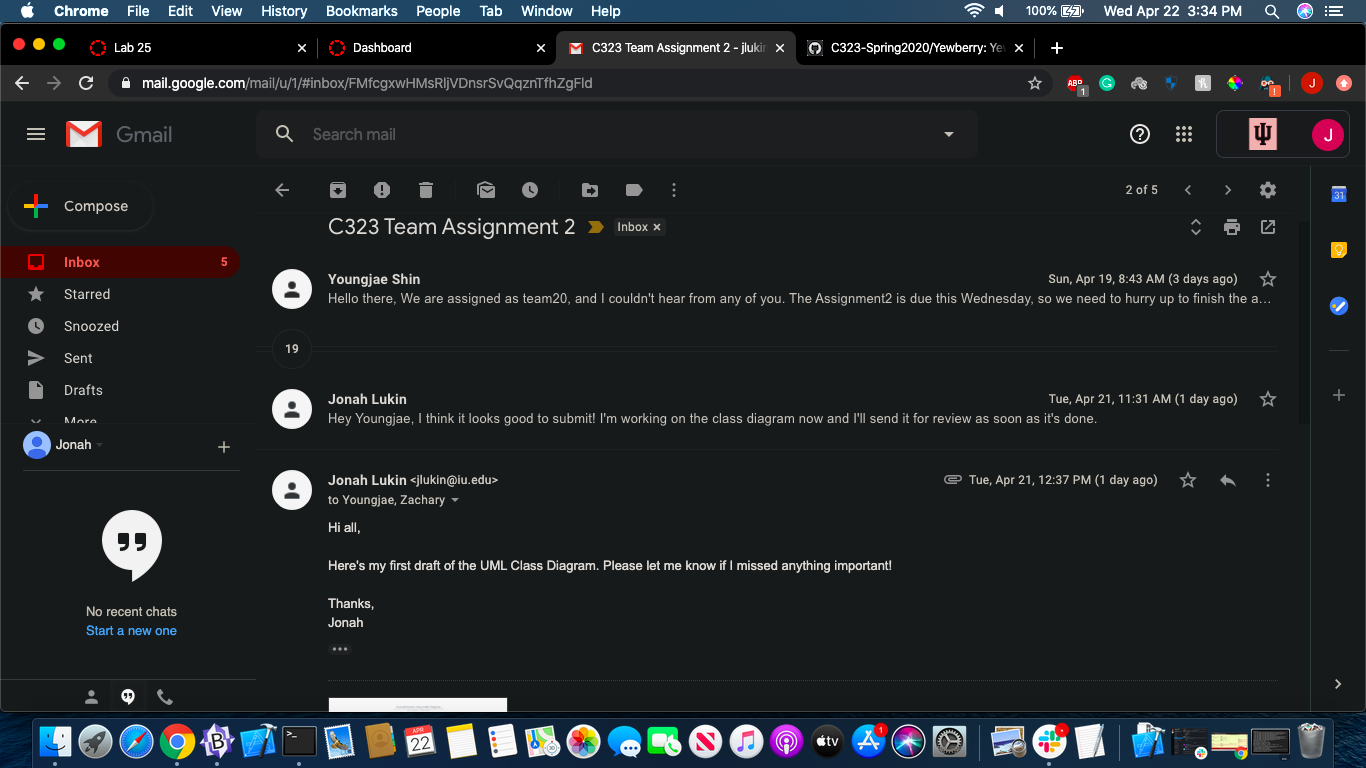 Chrome File Edit View History Bookmarks People Tab Window Help 100% Wed Apr 22 3:34 PM
Lab 25 Dashboard C323 Team Assignment 2 - jlukin C323-Spring2020/Yewberry: Yew
mail.google.com/mail/u/1/#inbox/FMfcgxwHMsRljVDnsrSvQqznTfhZgFld
ABP 1 J
Gmail Search mail J
Compose
2 of 5
31
C323 Team Assignment 2 Inbox
Inbox 5
Starred
Snoozed
Sent
Drafts
More
Youngjae Shin Sun, Apr 19, 8:43 AM (3 days ago)
Hello there, We are assigned as team20, and I couldn't hear from any of you. The Assignment2 is due this Wednesday, so we need to hurry up to finish the a…
19
Jonah Lukin Tue, Apr 21, 11:31 AM (1 day ago)
Hey Youngjae, I think it looks good to submit! I'm working on the class diagram now and I'll send it for review as soon as it's done.
Jonah
Jonah Lukin <jlukin@iu.edu> Tue, Apr 21, 12:37 PM (1 day ago)
to Youngjae, Zachary
Hi all,
Here's my first draft of the UML Class Diagram. Please let me know if I missed anything important!
Thanks,
Jonah
No recent chats
Start a new one
APR
22
tv
1